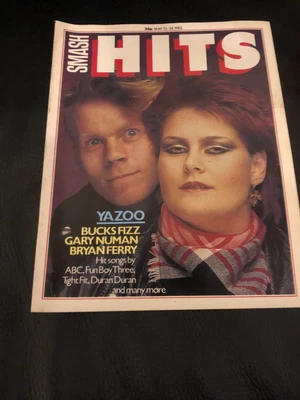 SMASH
HITS
YAZOO
BUCKS FIZZ
GARY NUMAN
BRYAN FERRY
Hit songs by
ABC, Fun Boy Three,
Tight Fit, Duran Duran
and many more